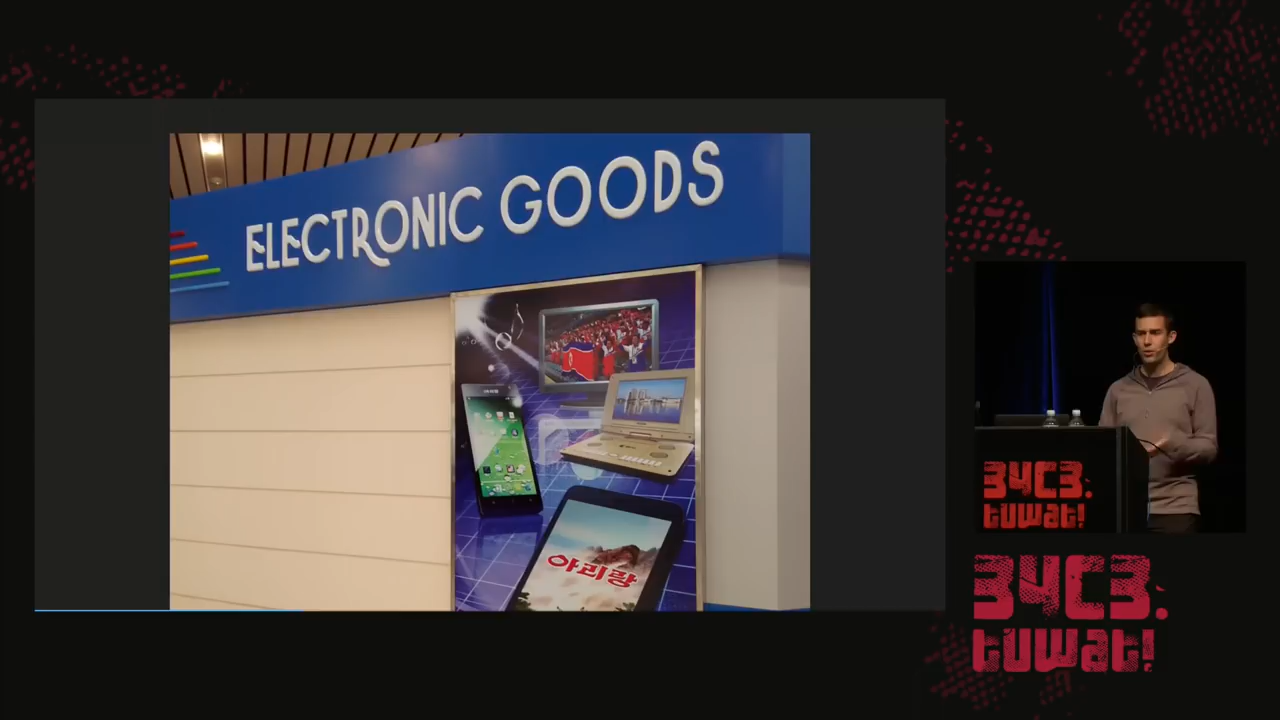 ELECTRONIC GOODS
아리랑
34C3.
tuwat!
34C3.
tuwat!